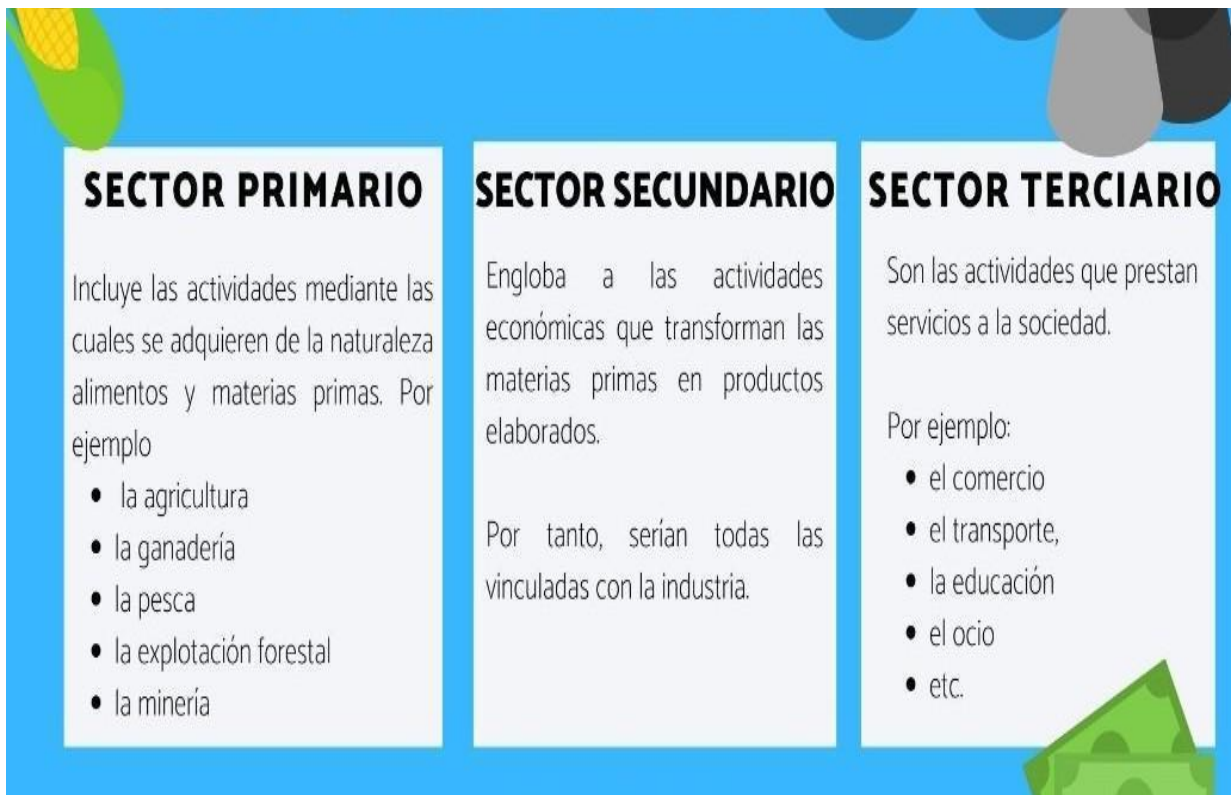 SECTOR PRIMARIO
Incluye las actividades mediante las
cuales se adquieren de la naturaleza
alimentos y materias primas. Por
ejemplo
• la agricultura
• la ganadería
• la pesca
• la explotación forestal
• la minería
SECTOR SECUNDARIO
Engloba a las actividades
económicas que transforman las
materias primas en productos
elaborados.
Por tanto, serían todas las
vinculadas con la industria.
SECTOR TERCIARIO
Son las actividades que prestan
servicios a la sociedad.
Por ejemplo:
• el comercio
• el transporte,
• la educación
• el ocio
• etc.